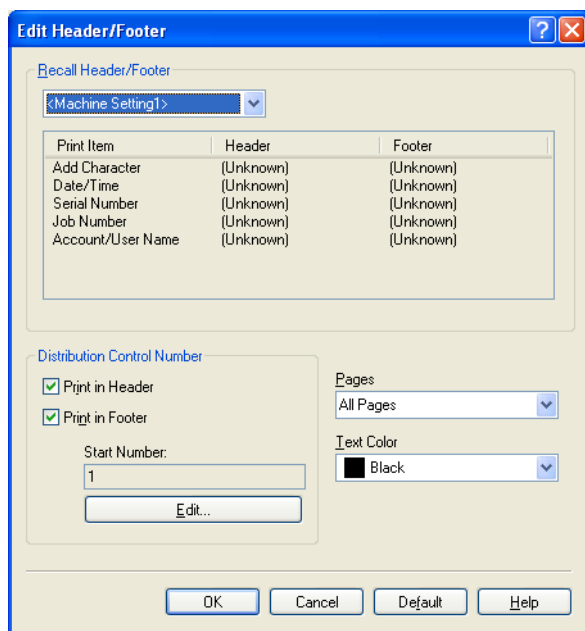 Edit Header/Footer
Recall Header/Footer
<Machine Setting1>
Print Item Header Footer
Add Character (Unknown) (Unknown)
Date/Time (Unknown) (Unknown)
Serial Number (Unknown) (Unknown)
Job Number (Unknown) (Unknown)
Account/User Name (Unknown) (Unknown)
Distribution Control Number
Print in Header
Print in Footer
Start Number:
1
Edit...
Pages
All Pages
Text Color
Black
OK Cancel Default Help